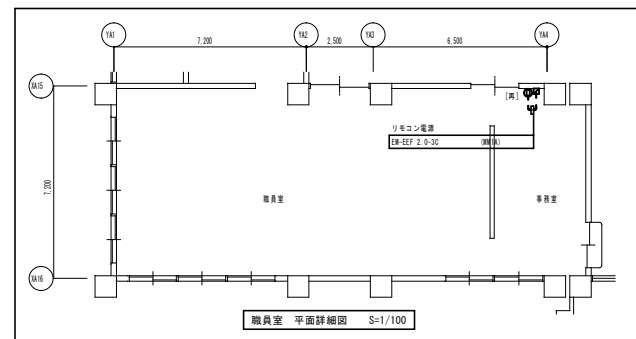 YA1 YA2 YA3 YA4
7,200 2,500 6,500
XA15
[再]
リモコン電源
EM-EEF 2.0-3C (MM1A)
7,200
職員室 事務室
XA16
職員室 平面詳細図 S=1/100